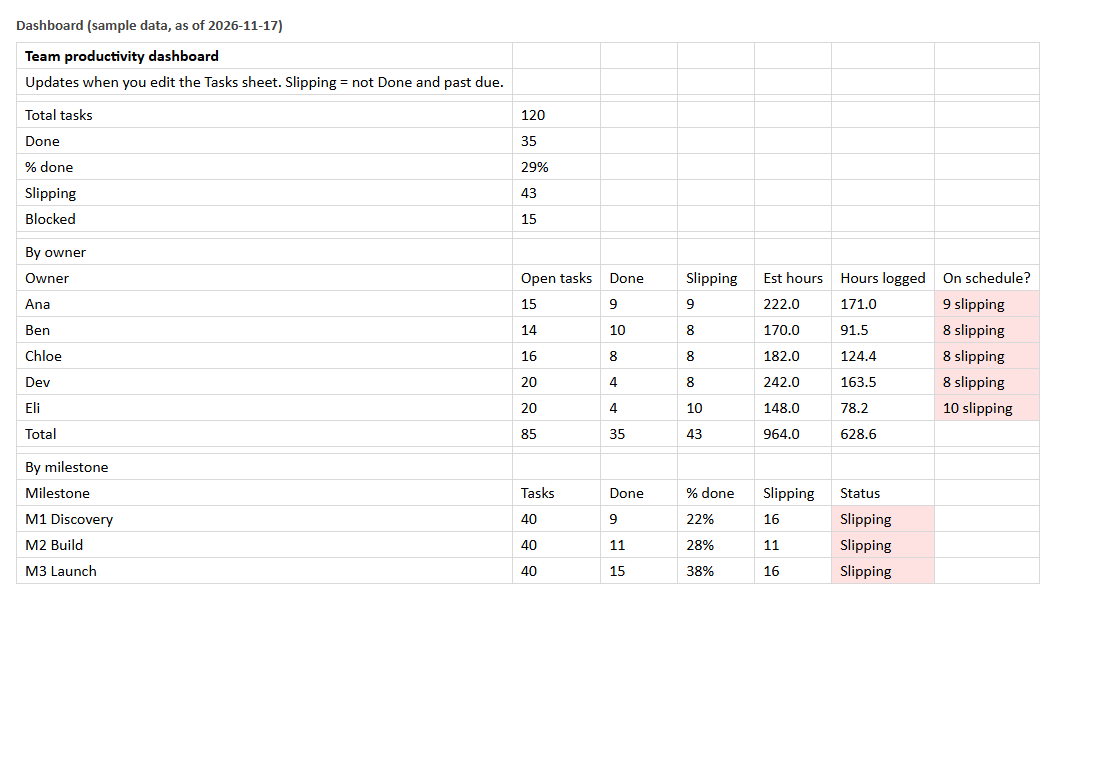 Dashboard (sample data, as of 2026-11-17)
Team productivity dashboard
Updates when you edit the Tasks sheet. Slipping = not Done and past due.
Total tasks 120
Done 35
% done 29%
Slipping 43
Blocked 15
By owner
Owner Open tasks Done Slipping Est hours Hours logged On schedule?
Ana 15 9 9 222.0 171.0 9 slipping
Ben 14 10 8 170.0 91.5 8 slipping
Chloe 16 8 8 182.0 124.4 8 slipping
Dev 20 4 8 242.0 163.5 8 slipping
Eli 20 4 10 148.0 78.2 10 slipping
Total 85 35 43 964.0 628.6
By milestone
Milestone Tasks Done % done Slipping Status
M1 Discovery 40 9 22% 16 Slipping
M2 Build 40 11 28% 11 Slipping
M3 Launch 40 15 38% 16 Slipping